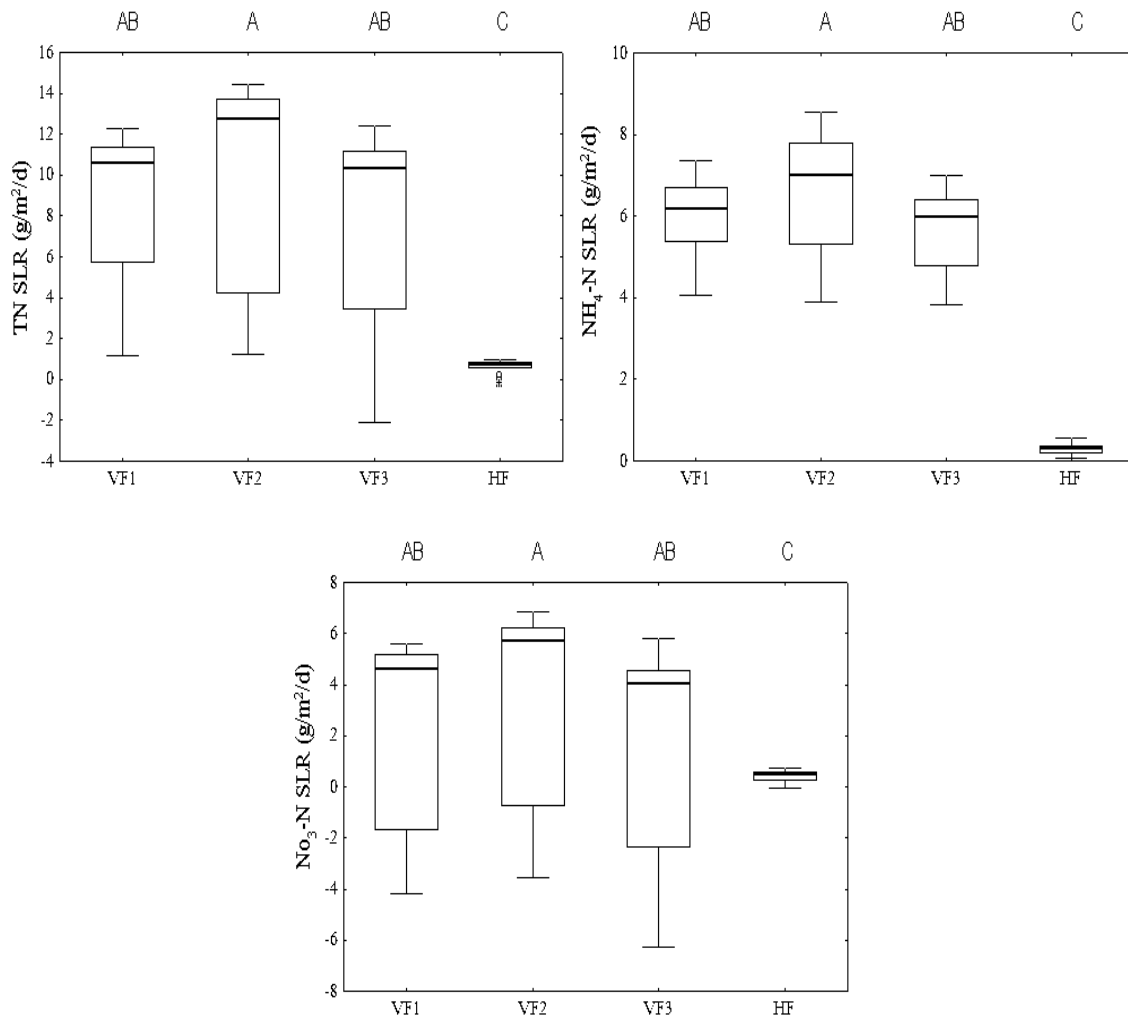 AB A AB C
TN SLR (g/m²/d)
16
14
12
10
8
6
4
2
0
-2
-4
VF1 VF2 VF3 HF
AB A AB C
NH₄-N SLR (g/m²/d)
10
8
6
4
2
0
VF1 VF2 VF3 HF
AB A AB C
No₃-N SLR (g/m²/d)
8
6
4
2
0
-2
-4
-6
-8
VF1 VF2 VF3 HF